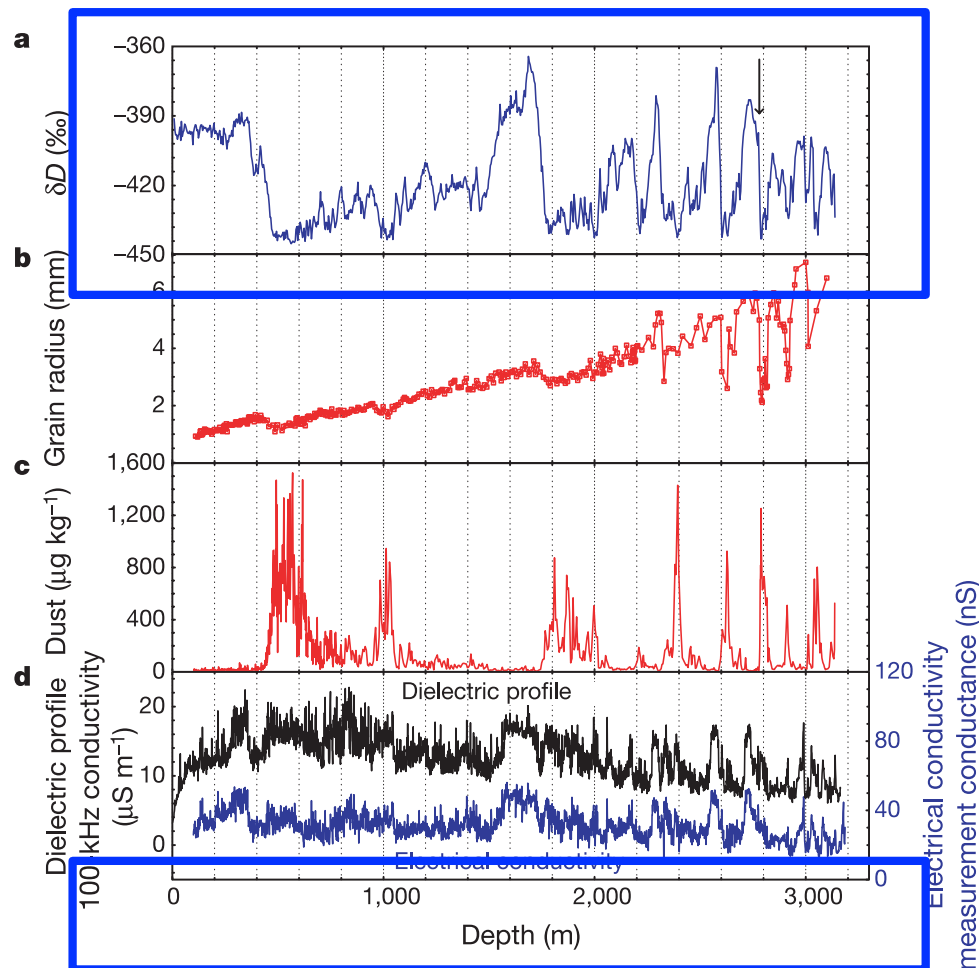 a
–360
–390
–420
–450
δD (‰)
b
6
4
2
Grain radius (mm)
c
1,600
1,200
800
400
0
Dust (µg kg⁻¹)
d
20
10
0
Dielectric profile
100-kHz conductivity
(µS m⁻¹)
Dielectric profile
Electrical conductivity
120
80
40
0
Electrical conductivity
measurement conductance (nS)
0
1,000
2,000
3,000
Depth (m)